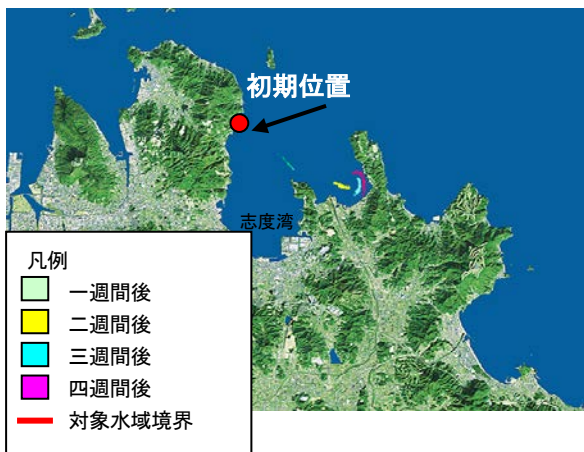 初期位置
志度湾
凡例
一週間後
二週間後
三週間後
四週間後
対象水域境界